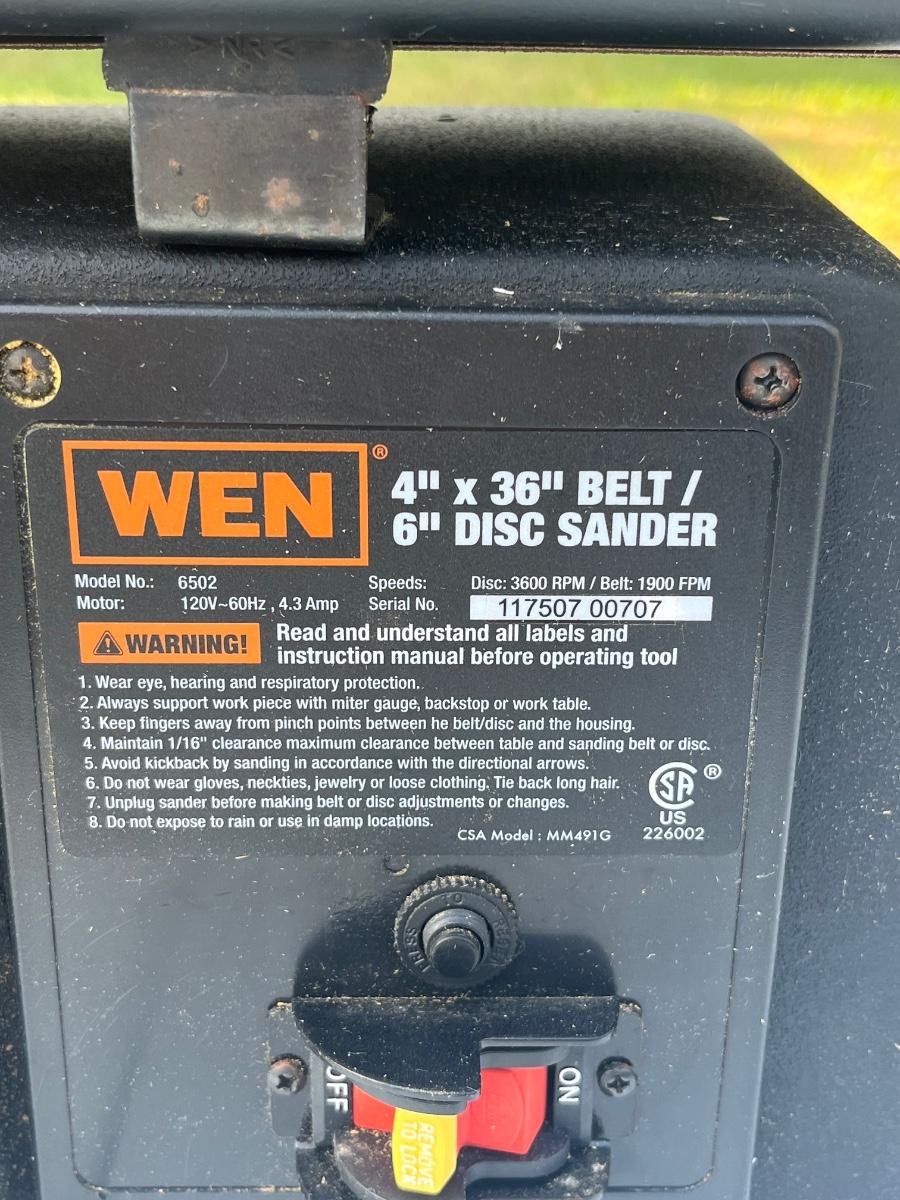 >NR<
WEN®
4" x 36" BELT /
6" DISC SANDER
Model No.: 6502 Speeds: Disc: 3600 RPM / Belt: 1900 FPM
Motor: 120V~60Hz , 4.3 Amp Serial No. 117507 00707
WARNING! Read and understand all labels and
instruction manual before operating tool
1. Wear eye, hearing and respiratory protection.
2. Always support work piece with miter gauge, backstop or work table.
3. Keep fingers away from pinch points between he belt/disc and the housing.
4. Maintain 1/16" clearance maximum clearance between table and sanding belt or disc.
5. Avoid kickback by sanding in accordance with the directional arrows.
6. Do not wear gloves, neckties, jewelry or loose clothing. Tie back long hair.
7. Unplug sander before making belt or disc adjustments or changes.
8. Do not expose to rain or use in damp locations.
SA®
US
CSA Model : MM491G 226002
PRESS TO RESET
OFF
ON
REMOVE
TO LOCK